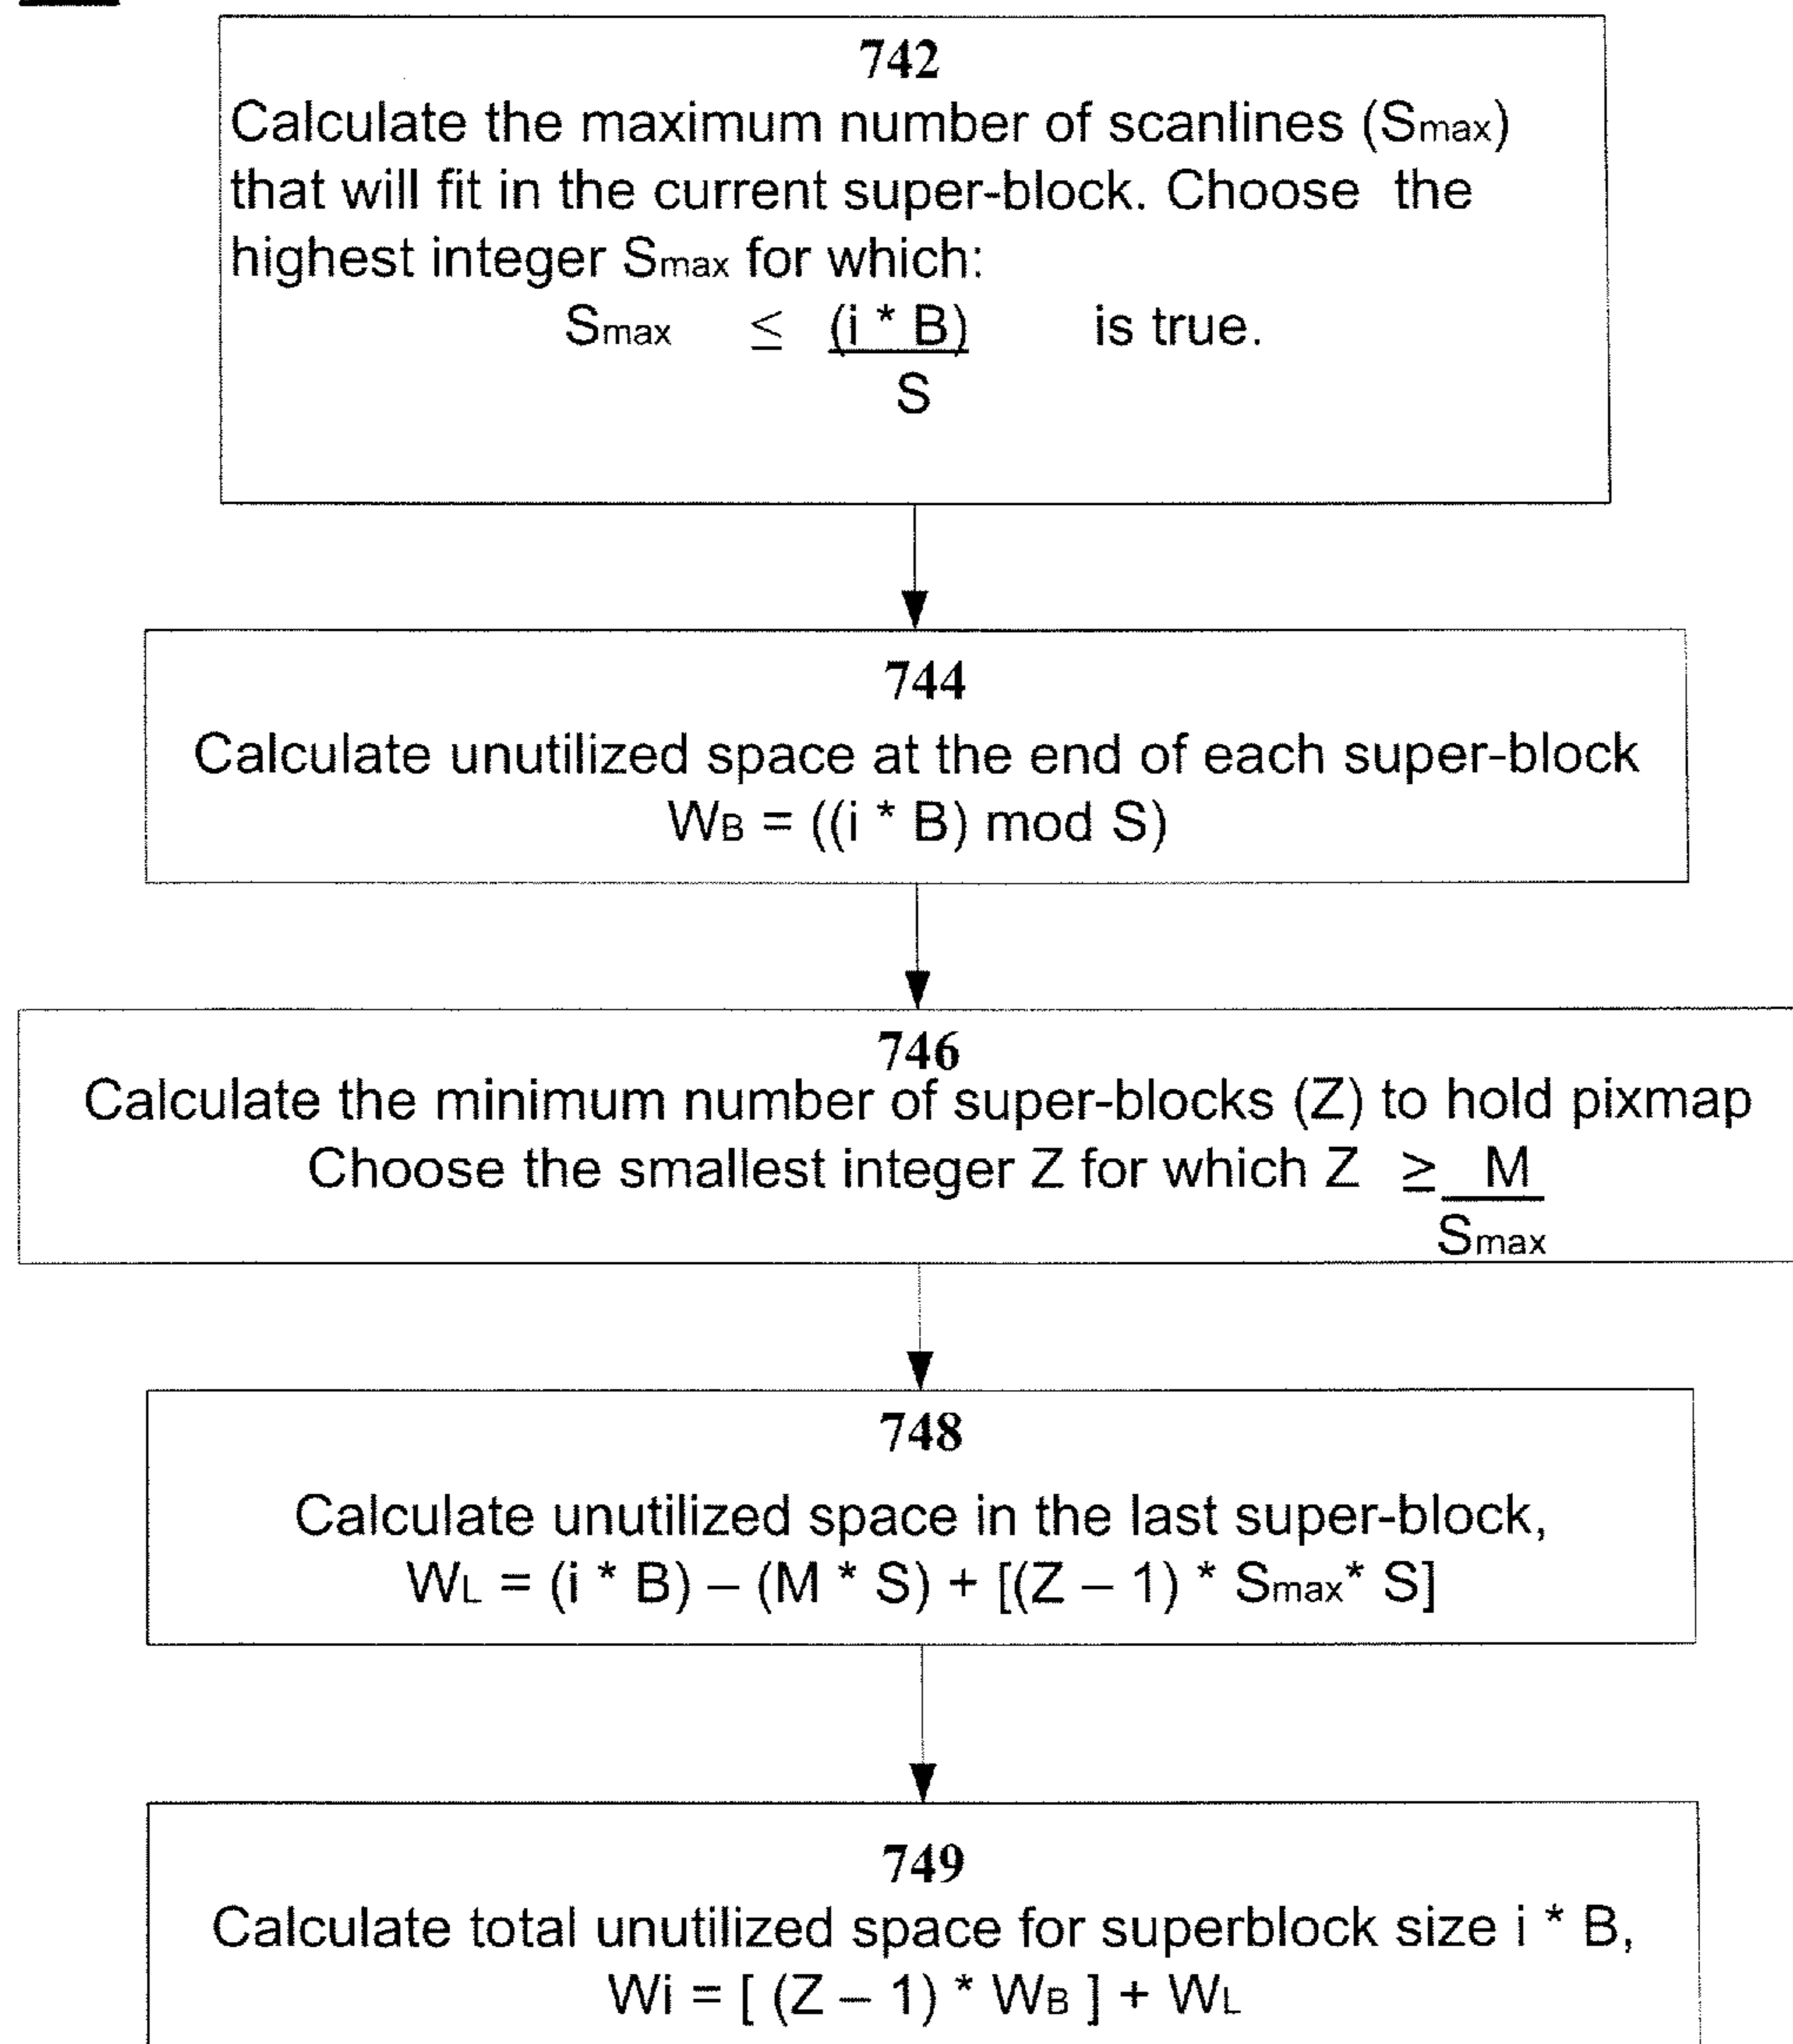 742
Calculate the maximum number of scanlines (Smax)
that will fit in the current super-block. Choose the
highest integer Smax for which:
Smax ≤ (i * B) is true.
S
744
Calculate unutilized space at the end of each super-block
WB = ((i * B) mod S)
746
Calculate the minimum number of super-blocks (Z) to hold pixmap
Choose the smallest integer Z for which Z ≥ M
Smax
748
Calculate unutilized space in the last super-block,
WL = (i * B) – (M * S) + [(Z – 1) * Smax* S]
749
Calculate total unutilized space for superblock size i * B,
Wi = [ (Z – 1) * WB ] + WL